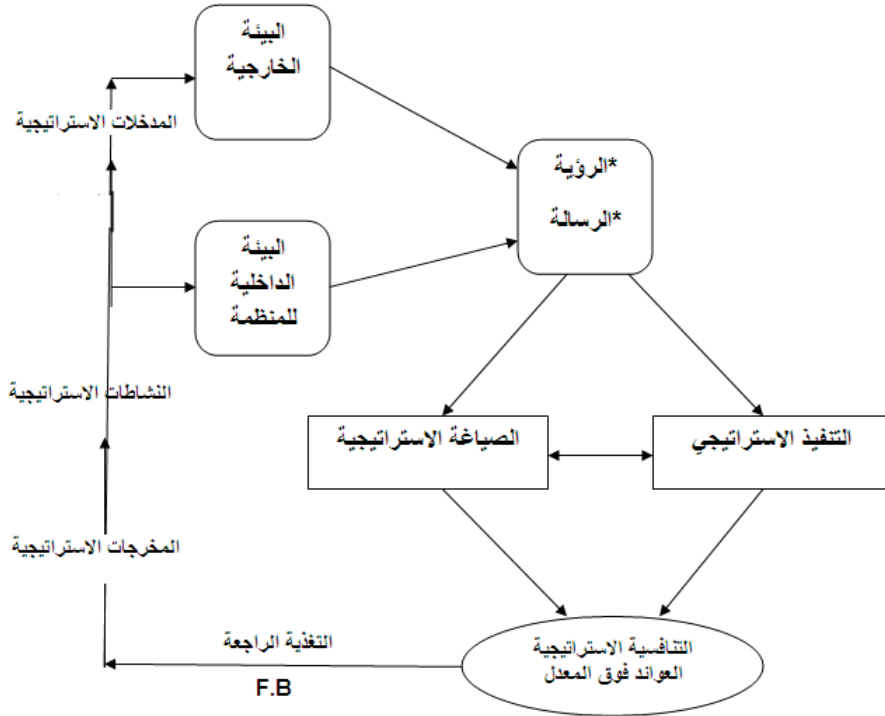 البيئة
الخارجية
المدخلات الاستراتيجية
*الرؤية
*الرسالة
البيئة
الداخلية
للمنظمة
النشاطات الاستراتيجية
التنفيذ الاستراتيجي
الصياغة الاستراتيجية
المخرجات الاستراتيجية
التنافسية الاستراتيجية
العوائد فوق المعدل
التغذية الراجعة
F.B